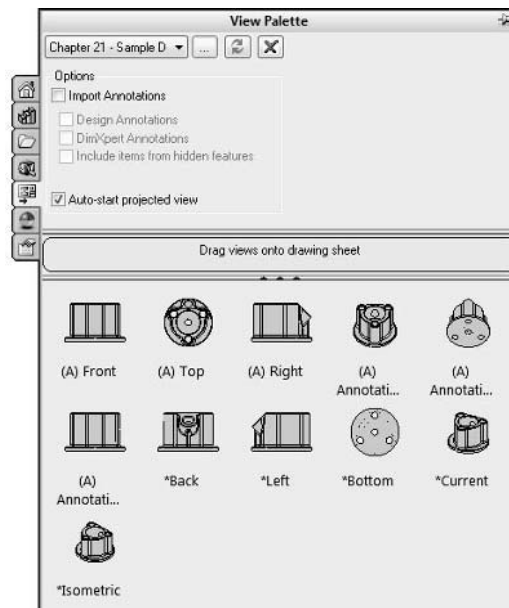 View Palette
Chapter 21 - Sample D ...
Options
Import Annotations
Design Annotations
DimXpert Annotations
Include items from hidden features
Auto-start projected view
Drag views onto drawing sheet
(A) Front (A) Top (A) Right (A) Annotati... (A) Annotati...
(A) Annotati... *Back *Left *Bottom *Current
*Isometric